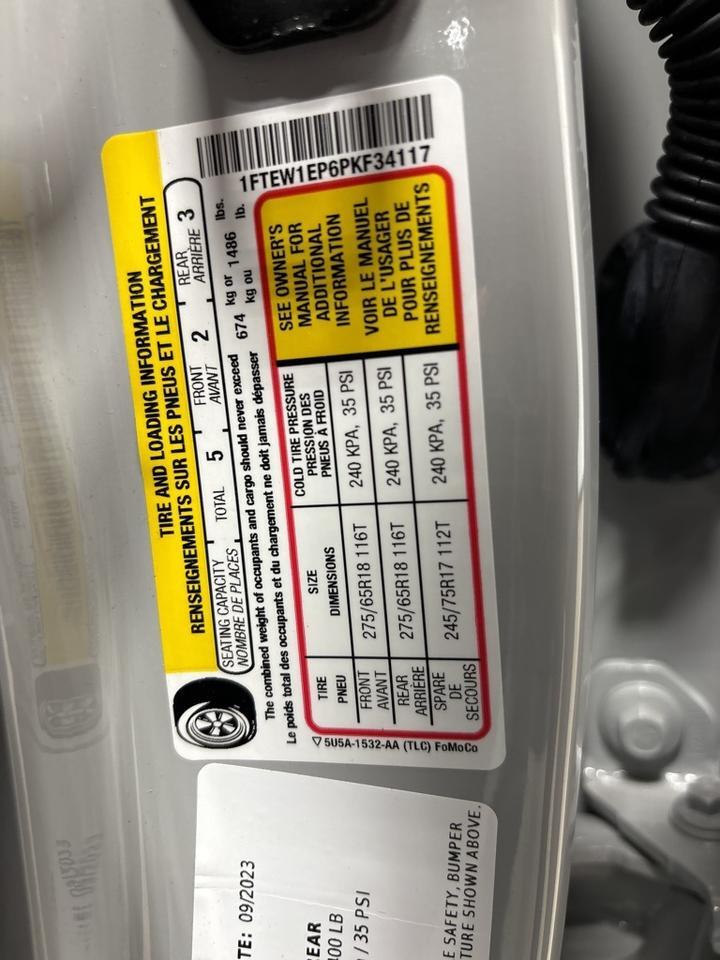 TIRE AND LOADING INFORMATION
RENSEIGNEMENTS SUR LES PNEUS ET LE CHARGEMENT
SEATING CAPACITY
NOMBRE DE PLACES
TOTAL 5
FRONT
AVANT
2
REAR
ARRIÈRE
3
The combined weight of occupants and cargo should never exceed
Le poids total des occupants et du chargement ne doit jamais dépasser
674
kg or
kg ou
1486
lbs.
lb.
1FTEW1EP6PKF34117
TIRE
PNEU
SIZE
DIMENSIONS
COLD TIRE PRESSURE
PRESSION DES
PNEUS À FROID
FRONT
AVANT
275/65R18 116T
240 KPA, 35 PSI
REAR
ARRIÈRE
275/65R18 116T
240 KPA, 35 PSI
SPARE
DE
SECOURS
245/75R17 112T
240 KPA, 35 PSI
SEE OWNER'S
MANUAL FOR
ADDITIONAL
INFORMATION
VOIR LE MANUEL
DE L'USAGER
POUR PLUS DE
RENSEIGNEMENTS
5U5A-1532-AA (TLC) FoMoCo
TE: 09/2023
EAR
00 LB
/ 35 PSI
E SAFETY, BUMPER
TURE SHOWN ABOVE.